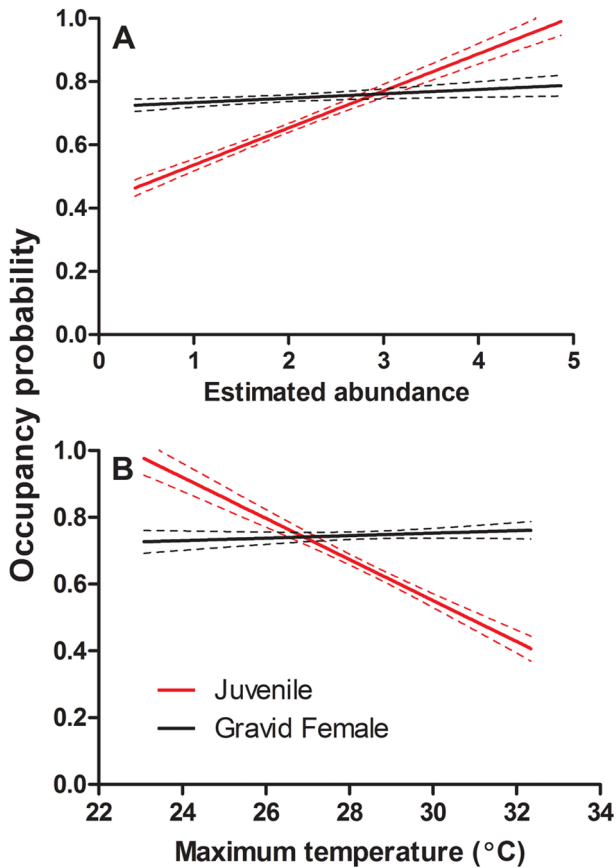 Occupancy probability
A
1.0
0.8
0.6
0.4
0.2
0.0
0 1 2 3 4 5
Estimated abundance
B
1.0
0.8
0.6
0.4
0.2
0.0
Juvenile
Gravid Female
22 24 26 28 30 32 34
Maximum temperature (°C)